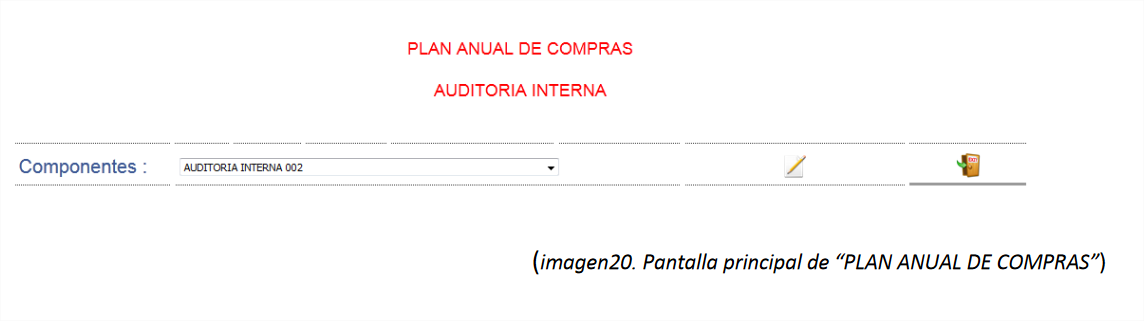 PLAN ANUAL DE COMPRAS
AUDITORIA INTERNA
Componentes :
AUDITORIA INTERNA 002
EXIT
(imagen20. Pantalla principal de “PLAN ANUAL DE COMPRAS”)